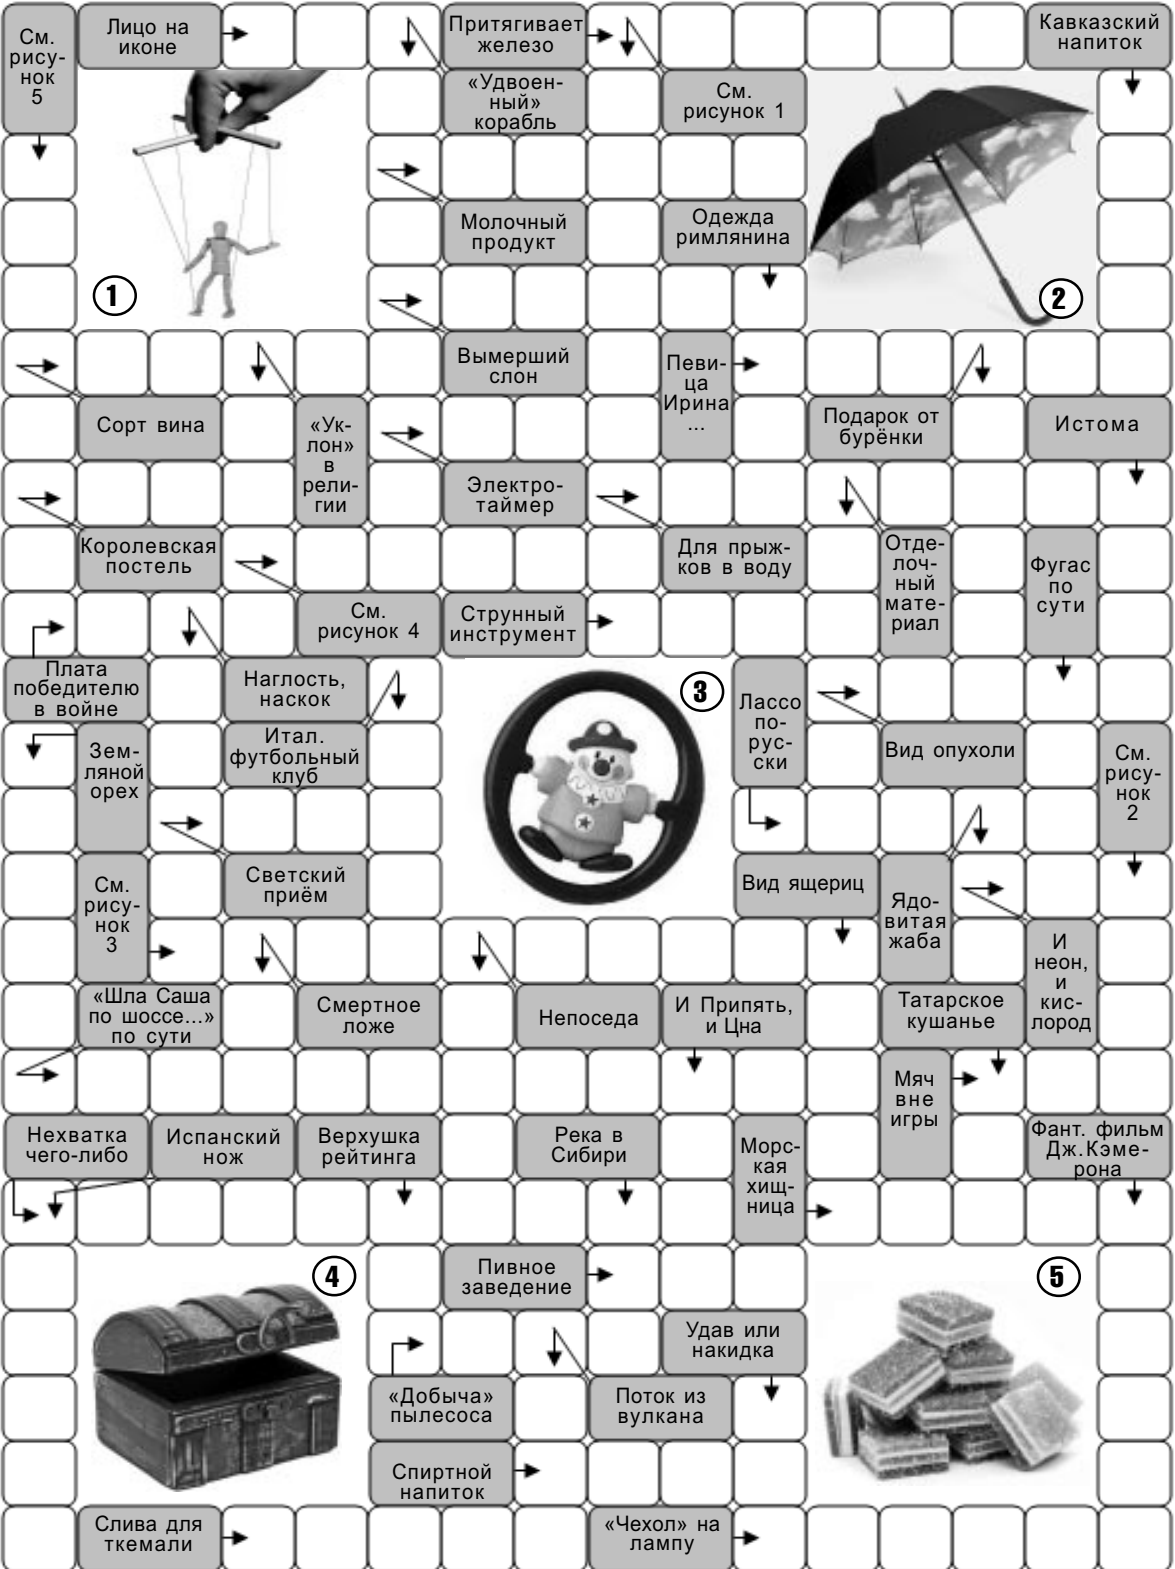 См.
рису-
нок
5
Лицо на
иконе
Притягивает
железо
Кавказский
напиток
«Удвоен-
ный»
корабль
См.
рисунок 1
Молочный
продукт
Одежда
римлянина
1
2
Вымерший
слон
Певи-
ца
Ирина
...
Сорт вина
«Ук-
лон»
в
рели-
гии
Подарок от
бурёнки
Истома
Электро-
таймер
Королевская
постель
Для прыж-
ков в воду
Отде-
лоч-
ный
мате-
риал
Фугас
по
сути
См.
рисунок 4
Струнный
инструмент
Плата
победителю
в войне
Наглость,
наскок
3
Лассо
по-
рус-
ски
Зем-
ляной
орех
Итал.
футбольный
клуб
Вид опухоли
См.
рису-
нок
2
См.
рису-
нок
3
Светский
приём
Вид ящериц
Ядо-
витая
жаба
И
неон,
и
кис-
лород
«Шла Саша
по шоссе...»
по сути
Смертное
ложе
Непоседа
И Припять,
и Цна
Татарское
кушанье
Мяч
вне
игры
Нехватка
чего-либо
Испанский
нож
Верхушка
рейтинга
Река в
Сибири
Морс-
кая
хищ-
ница
Фант. фильм
Дж.Кэме-
рона
4
Пивное
заведение
5
Удав или
накидка
«Добыча»
пылесоса
Поток из
вулкана
Спиртной
напиток
Слива для
ткемали
«Чехол» на
лампу